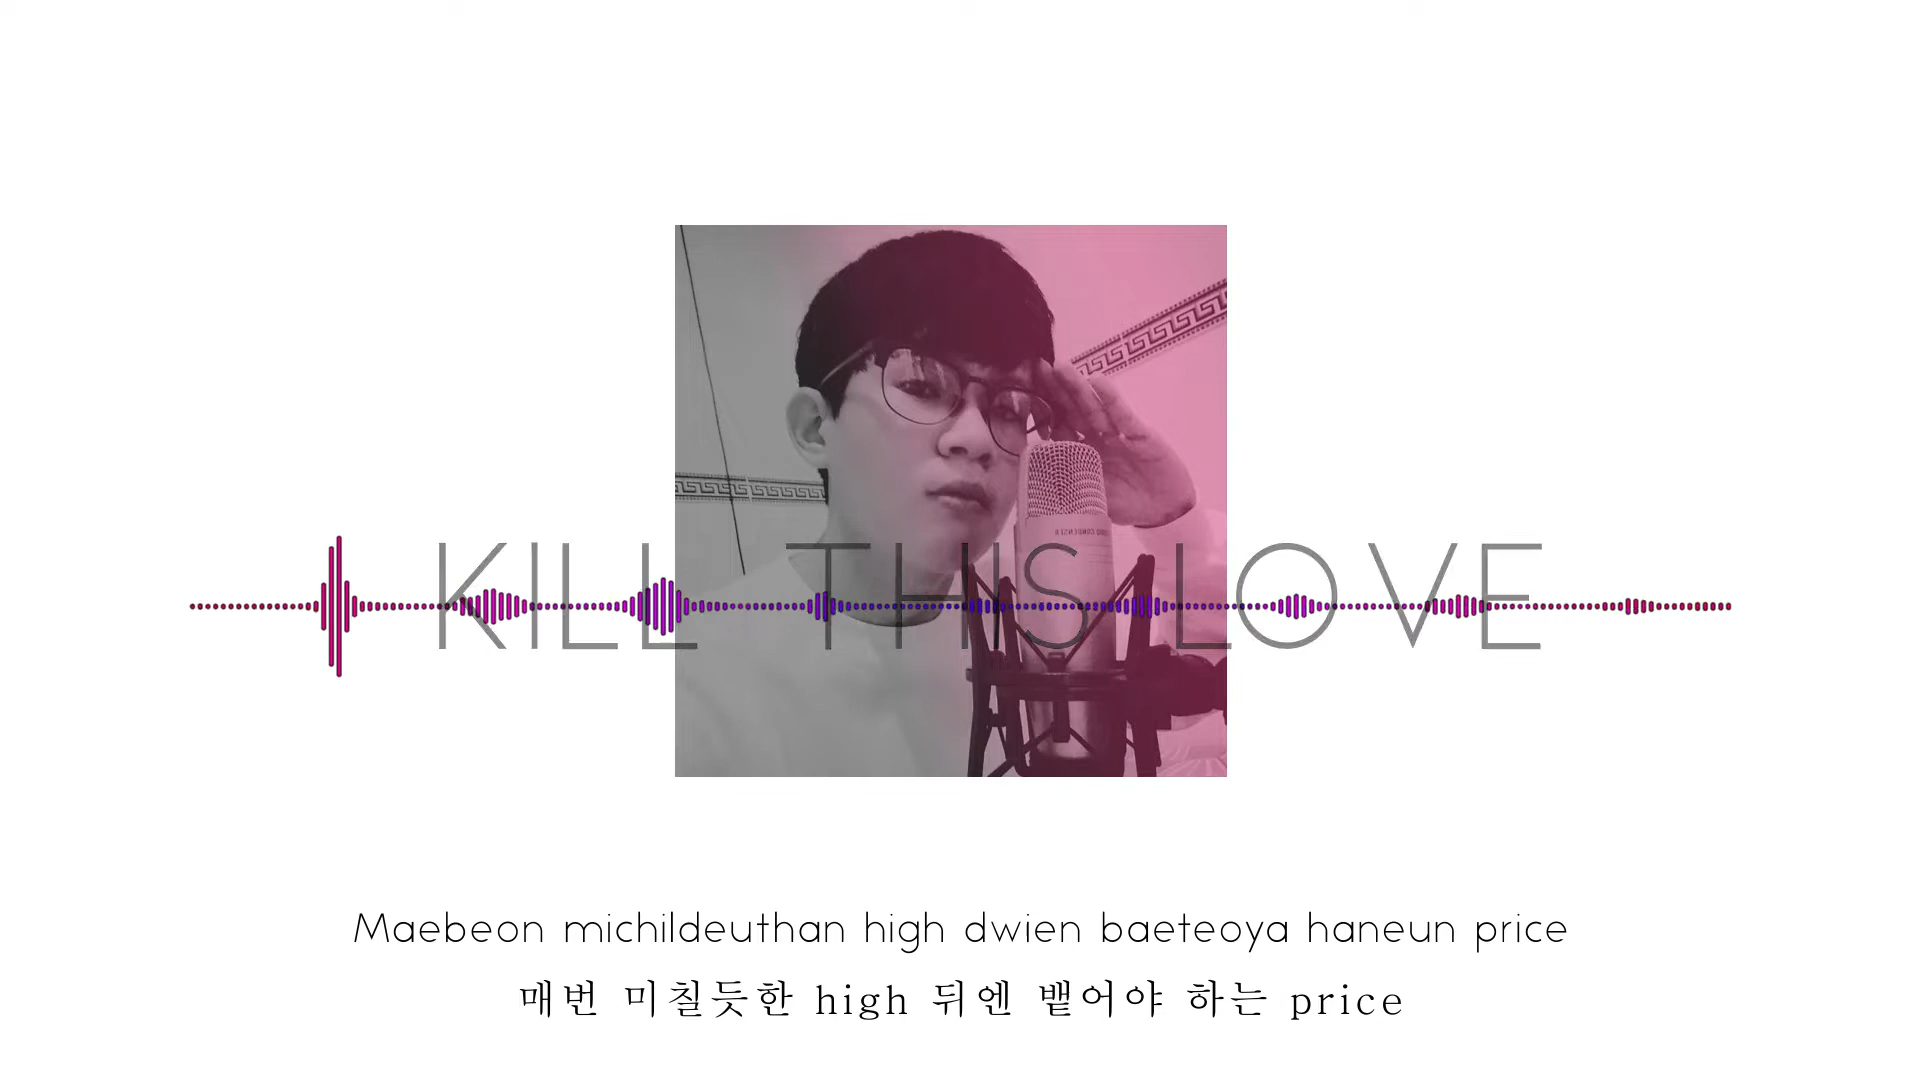 KILL THIS LOVE
Maebeon michildeuthan high dwien baeteoya haneun price
매번 미칠듯한 high 뒤엔 뱉어야 하는 price